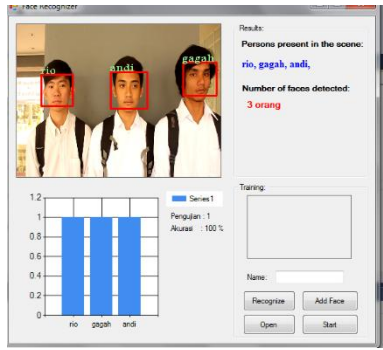 Face Recognizer
rio
andi
gagah
Results:
Persons present in the scene:
rio, gagah, andi,
Number of faces detected:
3 orang
1.2
1
0.8
0.6
0.4
0.2
0
rio gagah andi
Series1
Pengujian : 1
Akurasi : 100 %
Training:
Name:
Recognize
Add Face
Open
Start